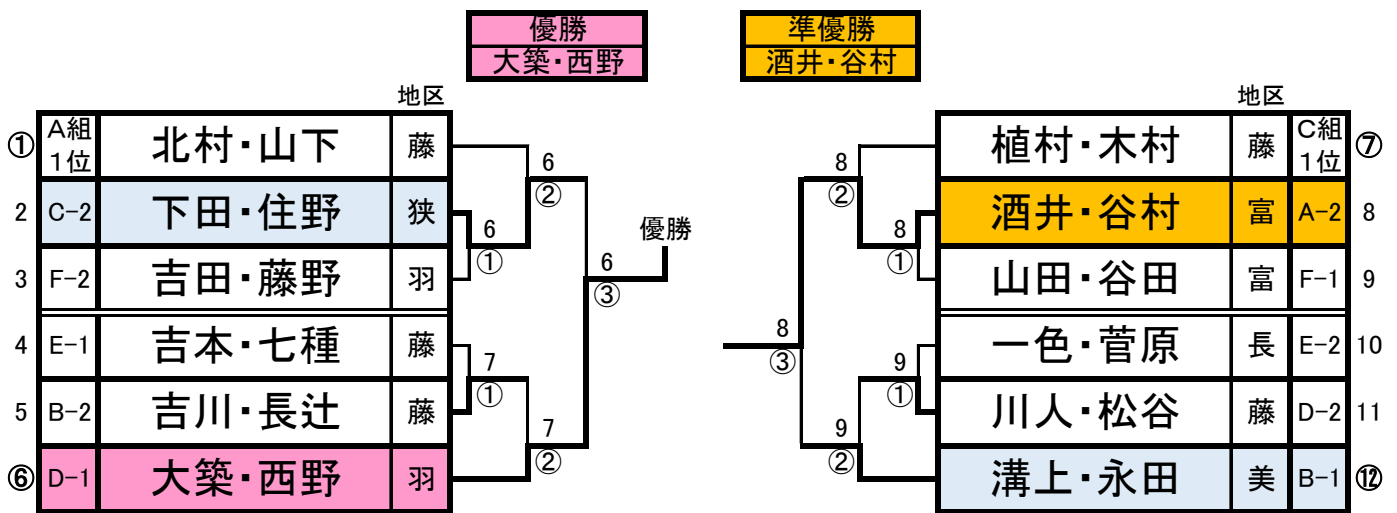 優勝
大築・西野
準優勝
酒井・谷村
地区
① A組1位 北村・山下 藤
2 C-2 下田・住野 狭
3 F-2 吉田・藤野 羽
4 E-1 吉本・七種 藤
5 B-2 吉川・長辻 藤
⑥ D-1 大築・西野 羽
6
②
6
①
7
①
7
②
6
③
優勝
地区
植村・木村 藤 C組1位 ⑦
酒井・谷村 富 A-2 8
山田・谷田 富 F-1 9
一色・菅原 長 E-2 10
川人・松谷 藤 D-2 11
溝上・永田 美 B-1 ⑫
8
②
8
①
8
③
9
①
9
②